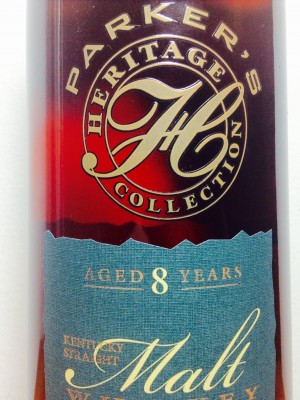 PARKER'S
HERITAGE
H
COLLECTION
AGED 8 YEARS
KENTUCKY
STRAIGHT
Malt